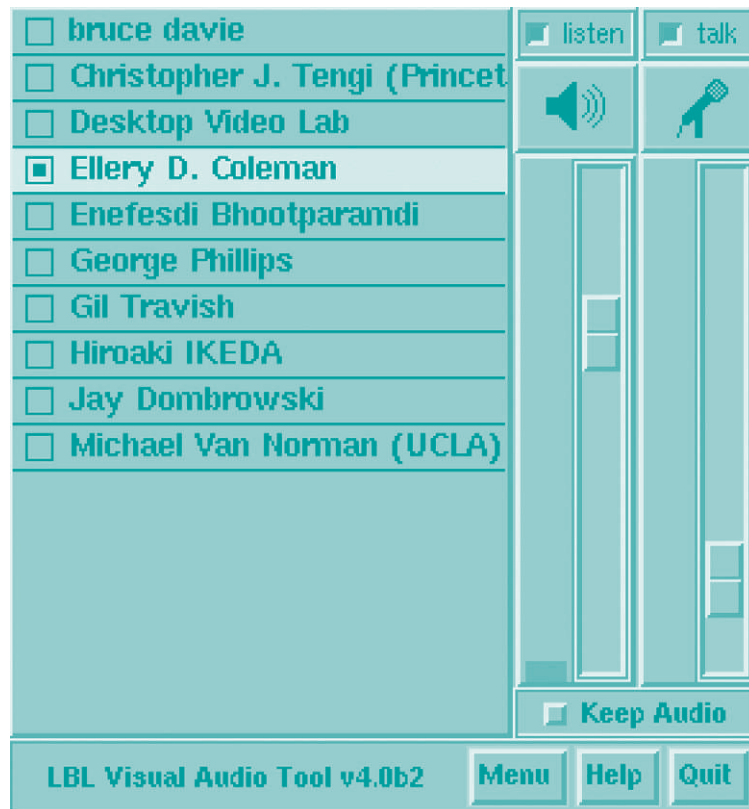 bruce davie
Christopher J. Tengi (Princet
Desktop Video Lab
Ellery D. Coleman
Enefesdi Bhootparamdi
George Phillips
Gil Travish
Hiroaki IKEDA
Jay Dombrowski
Michael Van Norman (UCLA)
listen
talk
Keep Audio
LBL Visual Audio Tool v4.0b2
Menu
Help
Quit